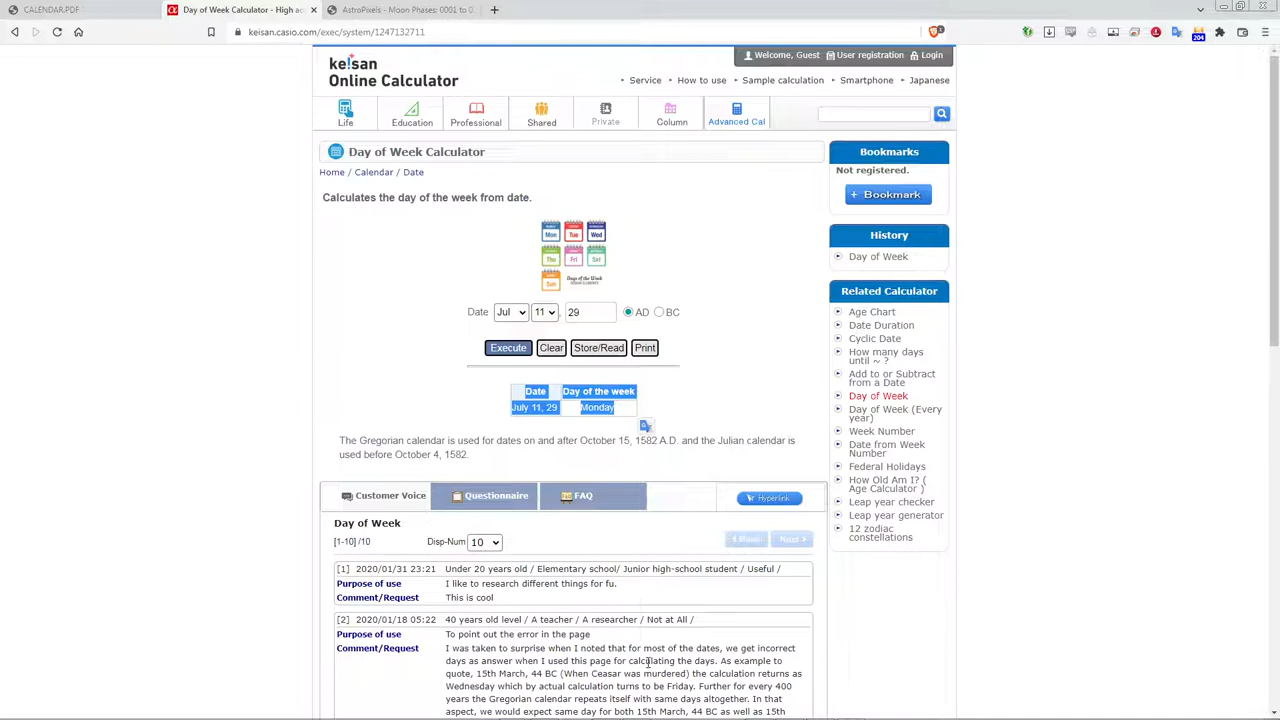 CALENDAR.PDF
Day of Week Calculator - High ac
AstroPixels - Moon Phases: 0001 to 0
keisan.casio.com/exec/system/1247132711
1
204
Welcome, Guest User registration Login
ke!san
Online Calculator
Service How to use Sample calculation Smartphone Japanese
Life Education Professional Shared Private Column Advanced Cal
Day of Week Calculator
Home / Calendar / Date
Calculates the day of the week from date.
Mon Tue Wed
Thu Fri Sat
Sun Days of the Week
Date Jul 11 , 29 AD BC
Execute Clear Store/Read Print
Date Day of the week
July 11, 29 Monday
The Gregorian calendar is used for dates on and after October 15, 1582 A.D. and the Julian calendar is
used before October 4, 1582.
Customer Voice Questionnaire FAQ Hyperlink
Day of Week
[1-10] /10 Disp-Num 10 Next
[1] 2020/01/31 23:21 Under 20 years old / Elementary school/ Junior high-school student / Useful /
Purpose of use I like to research different things for fu.
Comment/Request This is cool
[2] 2020/01/18 05:22 40 years old level / A teacher / A researcher / Not at All /
Purpose of use To point out the error in the page
Comment/Request I was taken to surprise when I noted that for most of the dates, we get incorrect
days as answer when I used this page for calculating the days. As example to
quote, 15th March, 44 BC (When Ceasar was murdered) the calculation returns as
Wednesday which by actual calculation turns to be Friday. Further for every 400
years the Gregorian calendar repeats itself with same days altogether. In that
aspect, we would expect same day for both 15th March, 44 BC as well as 15th
Bookmarks
Not registered.
+ Bookmark
History
Day of Week
Related Calculator
Age Chart
Date Duration
Cyclic Date
How many days
until ~ ?
Add to or Subtract
from a Date
Day of Week
Day of Week (Every
year)
Week Number
Date from Week
Number
Federal Holidays
How Old Am I? (
Age Calculator )
Leap year checker
Leap year generator
12 zodiac
constellations